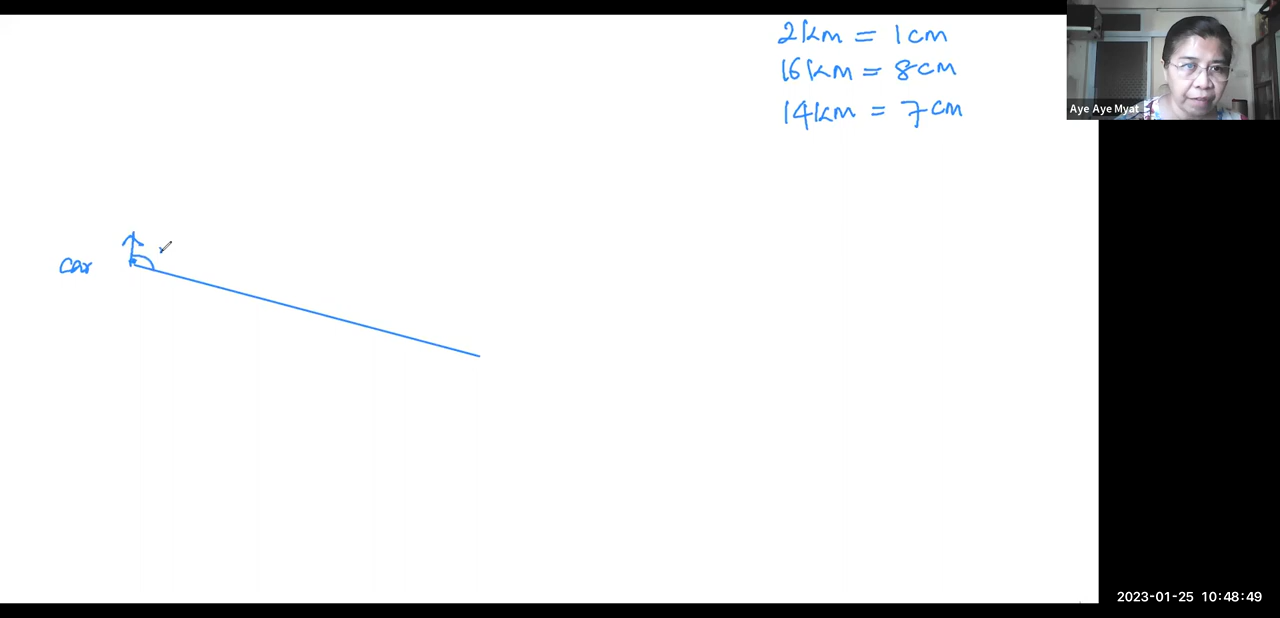 2km = 1cm
16km = 8cm
14km = 7cm
Aye Aye Myat
car
2023-01-25 10:48:49